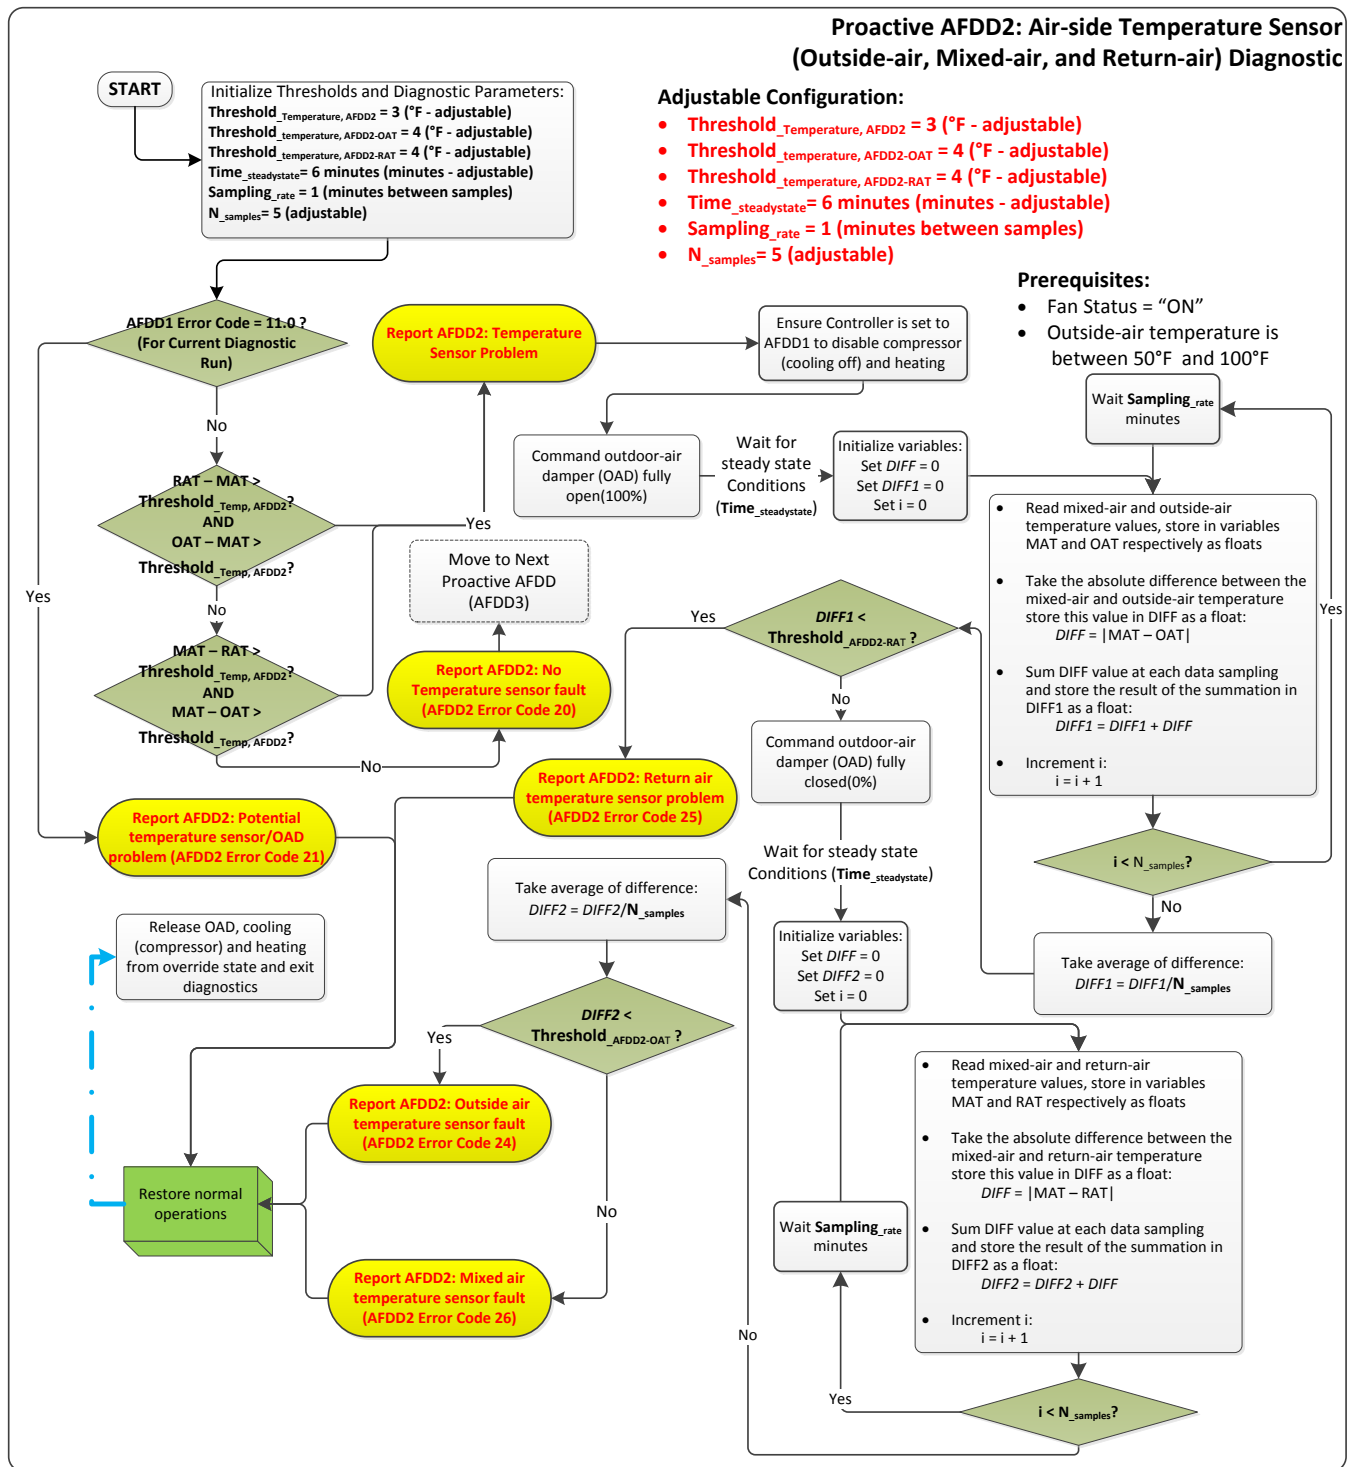 Proactive AFDD2: Air-side Temperature Sensor
(Outside-air, Mixed-air, and Return-air) Diagnostic
START
Initialize Thresholds and Diagnostic Parameters:
Threshold_Temperature, AFDD2 = 3 (°F - adjustable)
Threshold_temperature, AFDD2-OAT = 4 (°F - adjustable)
Threshold_temperature, AFDD2-RAT = 4 (°F - adjustable)
Time_steadystate= 6 minutes (minutes - adjustable)
Sampling_rate = 1 (minutes between samples)
N_samples= 5 (adjustable)
Adjustable Configuration:
• Threshold_Temperature, AFDD2 = 3 (°F - adjustable)
• Threshold_temperature, AFDD2-OAT = 4 (°F - adjustable)
• Threshold_temperature, AFDD2-RAT = 4 (°F - adjustable)
• Time_steadystate= 6 minutes (minutes - adjustable)
• Sampling_rate = 1 (minutes between samples)
• N_samples= 5 (adjustable)
Prerequisites:
• Fan Status = “ON”
• Outside-air temperature is
between 50°F and 100°F
AFDD1 Error Code = 11.0 ?
(For Current Diagnostic
Run)
Report AFDD2: Temperature
Sensor Problem
Ensure Controller is set to
AFDD1 to disable compressor
(cooling off) and heating
Wait Sampling_rate
minutes
No
Command outdoor-air
damper (OAD) fully
open(100%)
Wait for
steady state
Conditions
(Time_steadystate)
Initialize variables:
Set DIFF = 0
Set DIFF1 = 0
Set i = 0
RAT – MAT >
Threshold_Temp, AFDD2?
AND
OAT – MAT >
Threshold_Temp, AFDD2?
Yes
• Read mixed-air and outside-air
temperature values, store in variables
MAT and OAT respectively as floats
• Take the absolute difference between the
mixed-air and outside-air temperature
store this value in DIFF as a float:
DIFF = |MAT – OAT|
• Sum DIFF value at each data sampling
and store the result of the summation in
DIFF1 as a float:
DIFF1 = DIFF1 + DIFF
• Increment i:
i = i + 1
Yes
Move to Next
Proactive AFDD
(AFDD3)
Yes
No
Yes
DIFF1 <
Threshold_AFDD2-RAT ?
MAT – RAT >
Threshold_Temp, AFDD2?
AND
MAT – OAT >
Threshold_Temp, AFDD2?
Report AFDD2: No
Temperature sensor fault
(AFDD2 Error Code 20)
No
No
Command outdoor-air
damper (OAD) fully
closed(0%)
Report AFDD2: Return air
temperature sensor problem
(AFDD2 Error Code 25)
Report AFDD2: Potential
temperature sensor/OAD
problem (AFDD2 Error Code 21)
Wait for steady state
Conditions (Time_steadystate)
i < N_samples?
No
Take average of difference:
DIFF2 = DIFF2/N_samples
Release OAD, cooling
(compressor) and heating
from override state and exit
diagnostics
Initialize variables:
Set DIFF = 0
Set DIFF2 = 0
Set i = 0
Take average of difference:
DIFF1 = DIFF1/N_samples
DIFF2 <
Threshold_AFDD2-OAT ?
Yes
Report AFDD2: Outside air
temperature sensor fault
(AFDD2 Error Code 24)
• Read mixed-air and return-air
temperature values, store in variables
MAT and RAT respectively as floats
• Take the absolute difference between the
mixed-air and return-air temperature
store this value in DIFF as a float:
DIFF = |MAT – RAT|
• Sum DIFF value at each data sampling
and store the result of the summation in
DIFF2 as a float:
DIFF2 = DIFF2 + DIFF
• Increment i:
i = i + 1
Restore normal
operations
No
Wait Sampling_rate
minutes
Report AFDD2: Mixed air
temperature sensor fault
(AFDD2 Error Code 26)
No
Yes
i < N_samples?